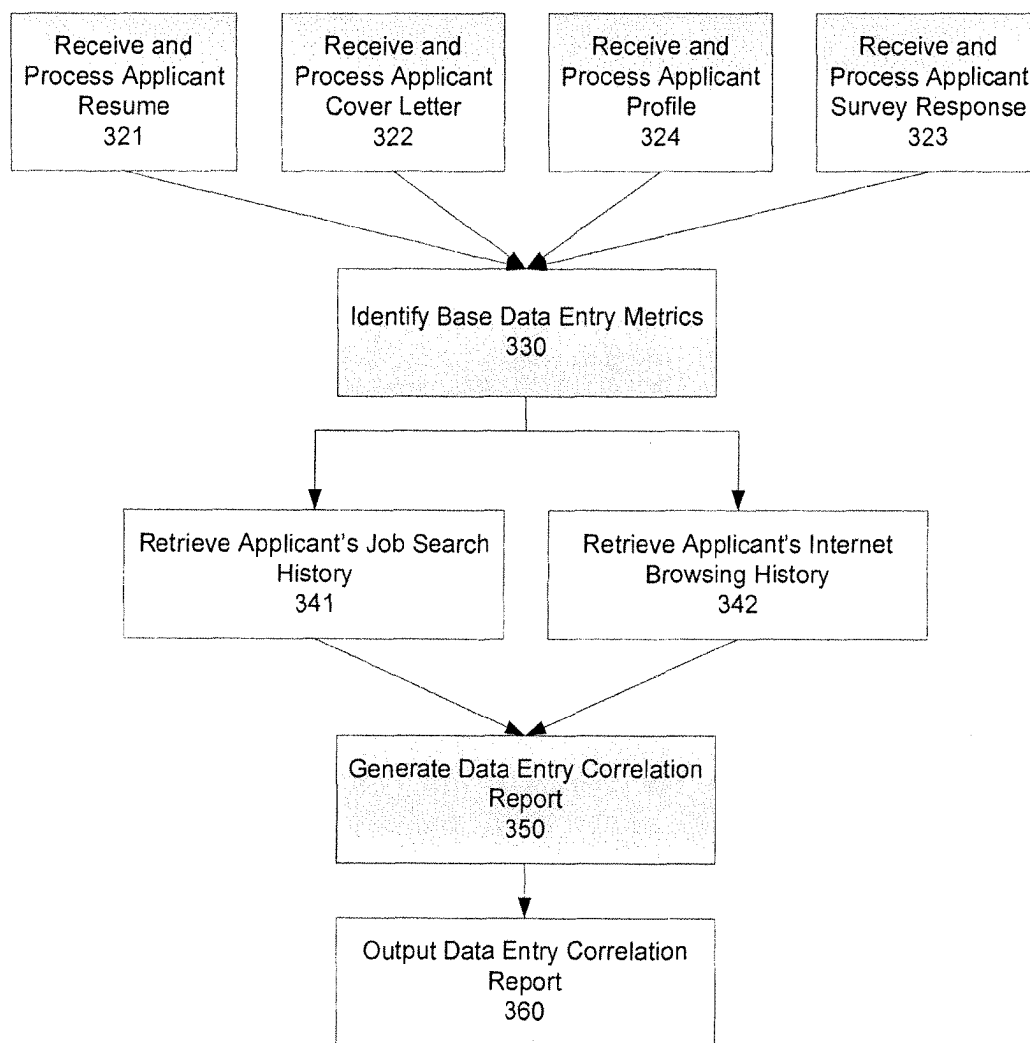 Receive and
Process Applicant
Resume
321
Receive and
Process Applicant
Cover Letter
322
Receive and
Process Applicant
Profile
324
Receive and
Process Applicant
Survey Response
323
Identify Base Data Entry Metrics
330
Retrieve Applicant's Job Search
History
341
Retrieve Applicant's Internet
Browsing History
342
Generate Data Entry Correlation
Report
350
Output Data Entry Correlation
Report
360